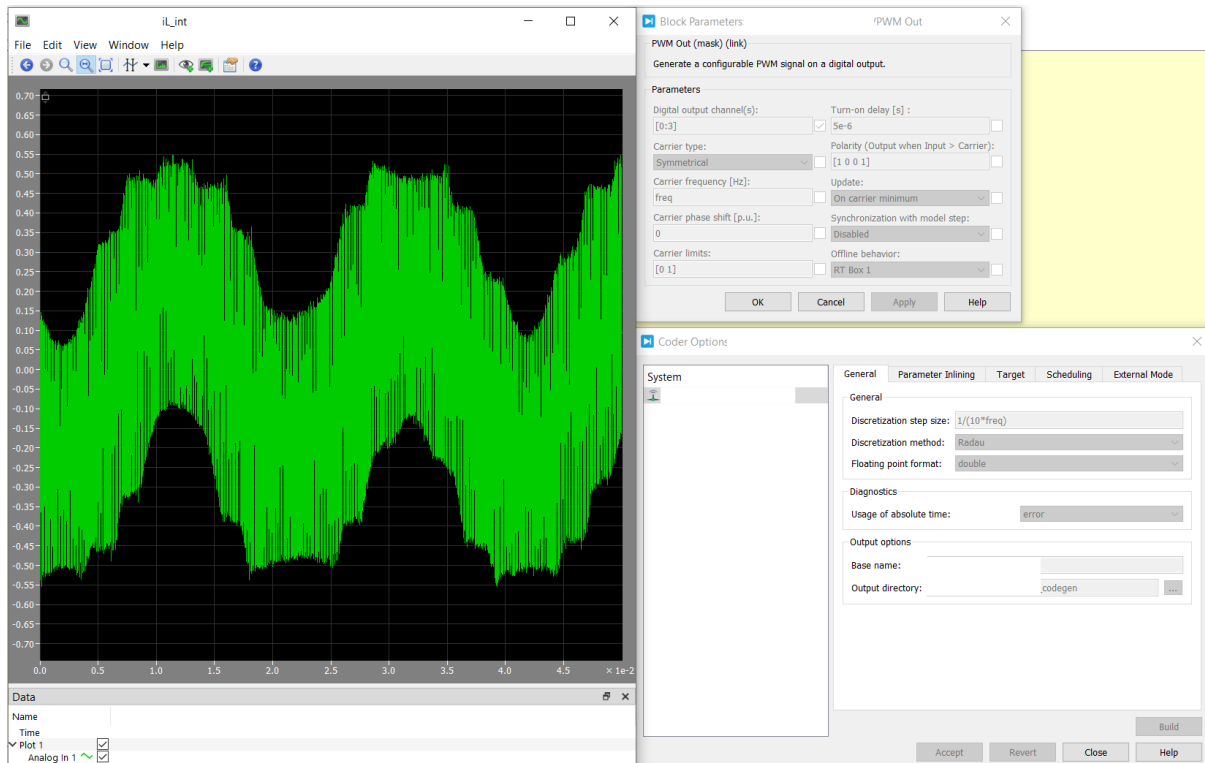 iL_int
File Edit View Window Help
0.70
0.65
0.60
0.55
0.50
0.45
0.40
0.35
0.30
0.25
0.20
0.15
0.10
0.05
0.00
-0.05
-0.10
-0.15
-0.20
-0.25
-0.30
-0.35
-0.40
-0.45
-0.50
-0.55
-0.60
-0.65
-0.70
0.0 0.5 1.0 1.5 2.0 2.5 3.0 3.5 4.0 4.5 × 1e-2
Data
Name
Time
Plot 1
Analog In 1
Block Parameters: /PWM Out
PWM Out (mask) (link)
Generate a configurable PWM signal on a digital output.
Parameters
Digital output channel(s): Turn-on delay [s] :
[0:3] 5e-6
Carrier type: Polarity (Output when Input > Carrier):
Symmetrical [1 0 0 1]
Carrier frequency [Hz]: Update:
freq On carrier minimum
Carrier phase shift [p.u.]: Synchronization with model step:
0 Disabled
Carrier limits: Offline behavior:
[0 1] RT Box 1
OK Cancel Apply Help
Coder Options
System
General Parameter Inlining Target Scheduling External Mode
General
Discretization step size: 1/(10*freq)
Discretization method: Radau
Floating point format: double
Diagnostics
Usage of absolute time: error
Output options
Base name:
Output directory: _codegen ...
Build
Accept Revert Close Help